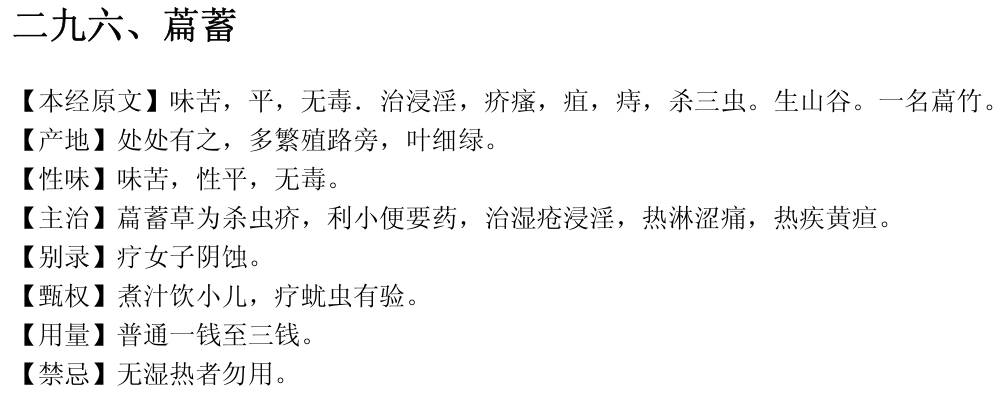 二九六、萹蓄
【本经原文】味苦，平，无毒．治浸淫，疥瘙，疽，痔，杀三虫。生山谷。一名萹竹。
【产地】处处有之，多繁殖路旁，叶细绿。
【性味】味苦，性平，无毒。
【主治】萹蓄草为杀虫疥，利小便要药，治湿疮浸淫，热淋涩痛，热疾黄疸。
【别录】疗女子阴蚀。
【甄权】煮汁饮小儿，疗蚘虫有验。
【用量】普通一钱至三钱。
【禁忌】无湿热者勿用。